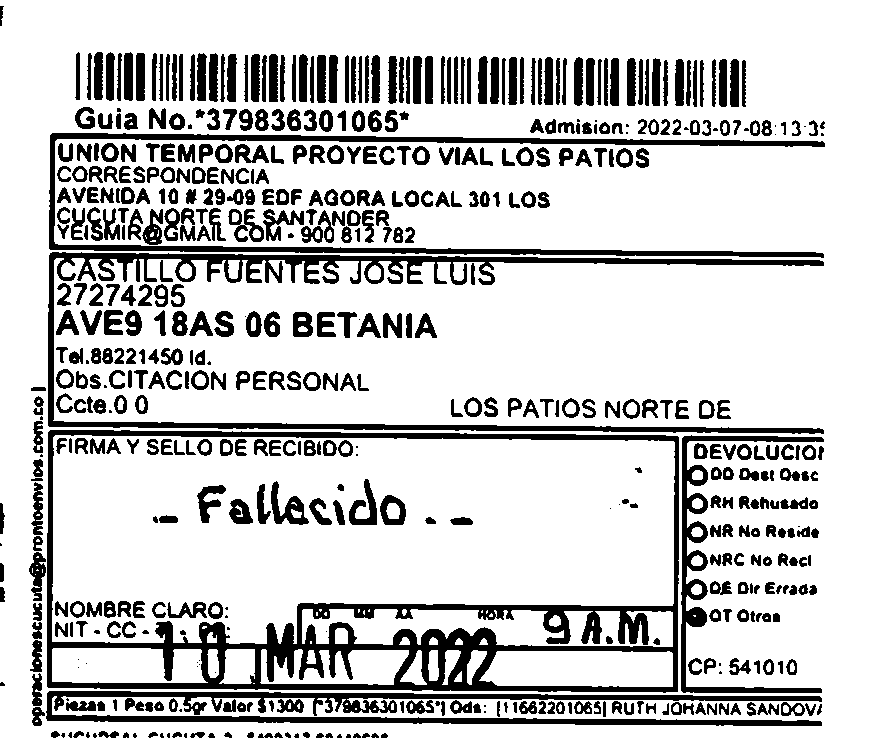 Guia No.*379836301065*
Admision: 2022-03-07-08:13:39
UNION TEMPORAL PROYECTO VIAL LOS PATIOS
CORRESPONDENCIA
AVENIDA 10 # 29-09 EDF AGORA LOCAL 301 LOS
CUCUTA NORTE DE SANTANDER
YEISMIR@GMAIL COM - 900 812 782
CASTILLO FUENTES JOSE LUIS
27274295
AVE9 18AS 06 BETANIA
Tel.88221450 Id.
Obs.CITACION PERSONAL
Ccte.0 0
LOS PATIOS NORTE DE
operacionescucuta@prontoenvios.com.co |
FIRMA Y SELLO DE RECIBIDO:
- Fallecido . -
NOMBRE CLARO:
NIT - CC -
DD MM AA HORA
10 MAR 2022 9 A.M.
DEVOLUCION
DD Dest Desc
RH Rehusado
NR No Reside
NRC No Recl
DE Dir Errada
OT Otros
CP: 541010
Piezas 1 Peso 0.5gr Valor $1300 [*379836301065*] Ods: [11662201065] RUTH JOHANNA SANDOVA